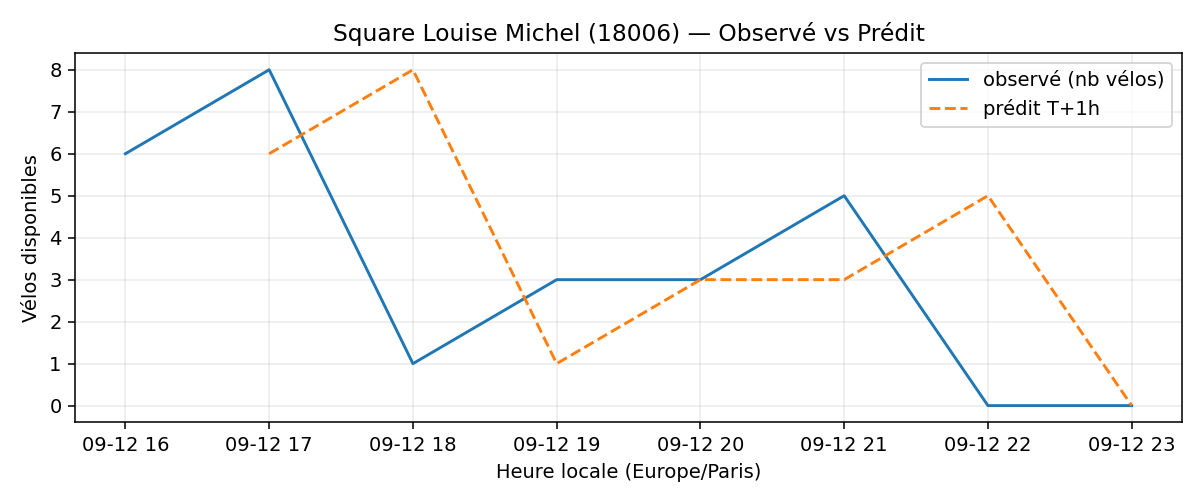 Square Louise Michel (18006) — Observé vs Prédit
observé (nb vélos)
prédit T+1h
Vélos disponibles
8
7
6
5
4
3
2
1
0
09-12 16 09-12 17 09-12 18 09-12 19 09-12 20 09-12 21 09-12 22 09-12 23
Heure locale (Europe/Paris)